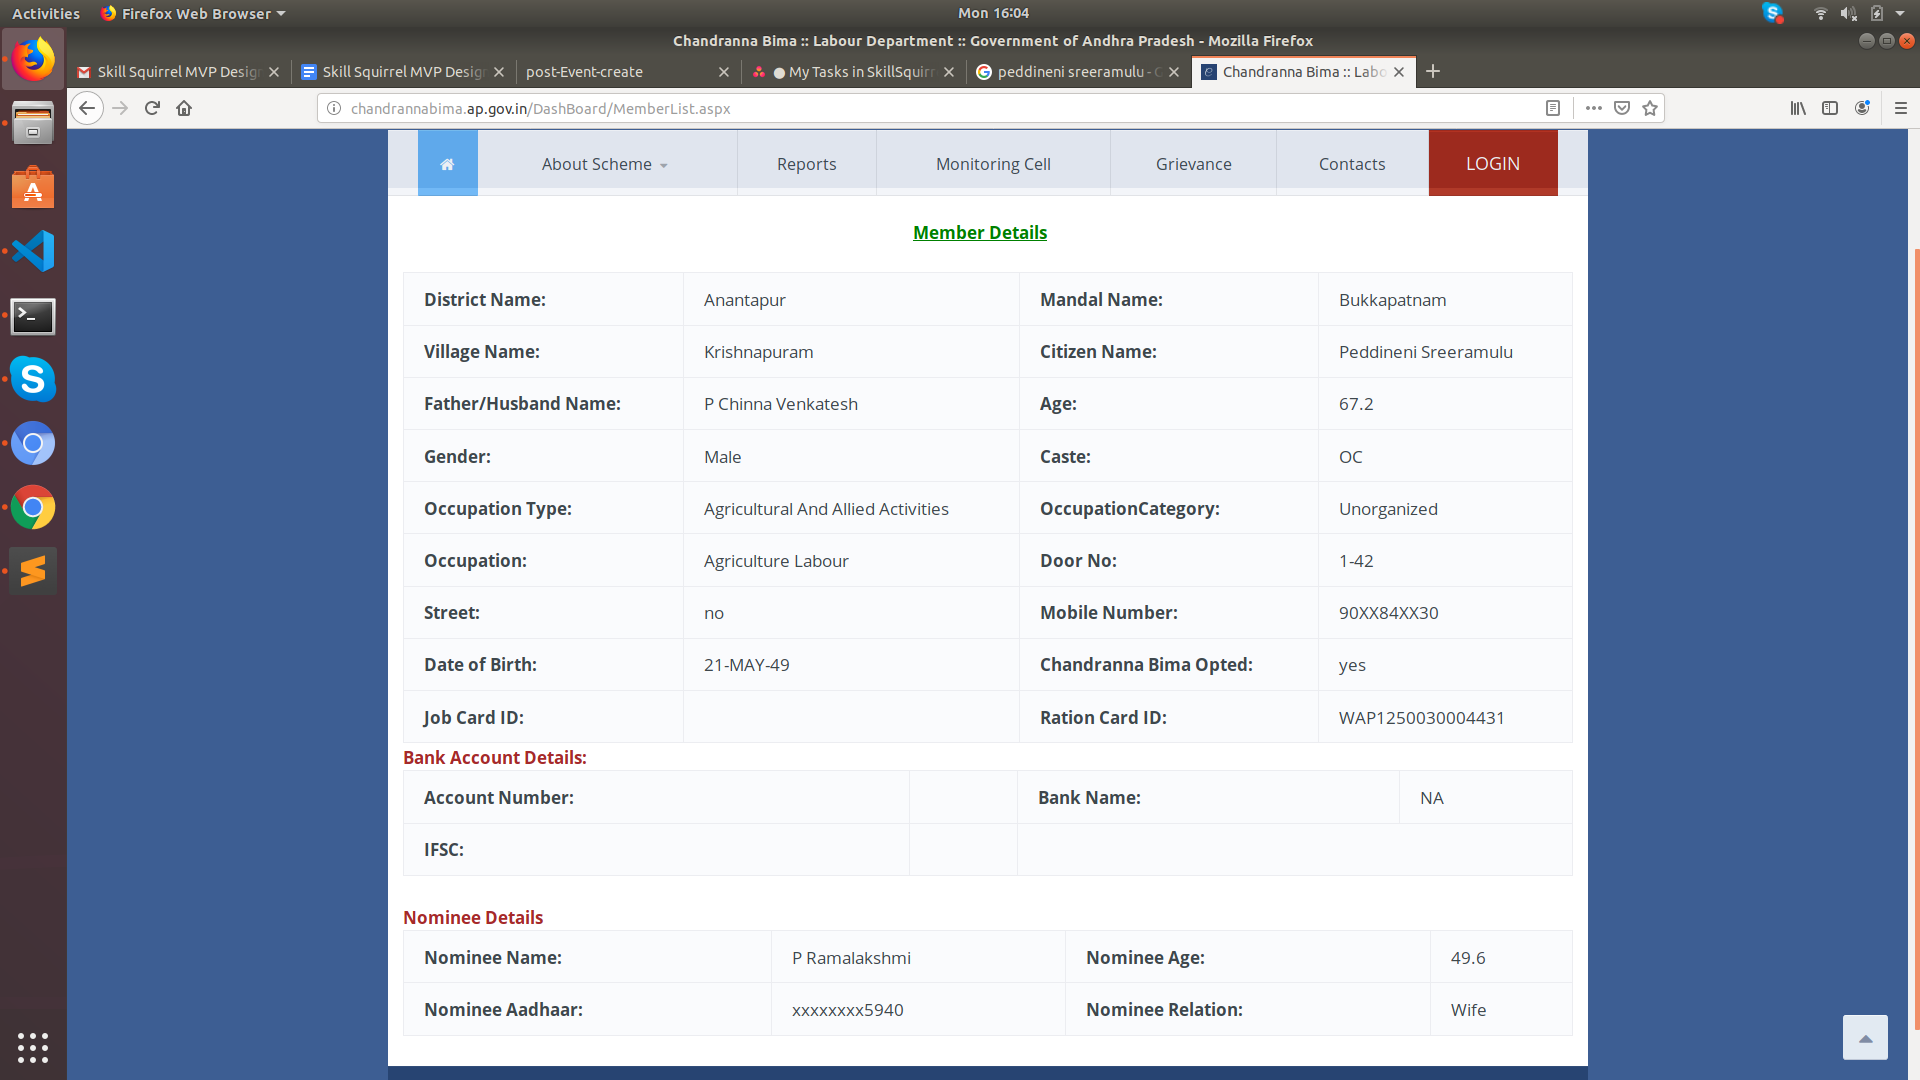 Activities Firefox Web Browser Mon 16:04
Chandranna Bima :: Labour Department :: Government of Andhra Pradesh - Mozilla Firefox
Skill Squirrel MVP Design Skill Squirrel MVP Design post-Event-create ● My Tasks in SkillSquirr peddineni sreeramulu - G Chandranna Bima :: Labo
chandrannabima.ap.gov.in/DashBoard/MemberList.aspx
About Scheme Reports Monitoring Cell Grievance Contacts LOGIN
Member Details
District Name: Anantapur Mandal Name: Bukkapatnam
Village Name: Krishnapuram Citizen Name: Peddineni Sreeramulu
Father/Husband Name: P Chinna Venkatesh Age: 67.2
Gender: Male Caste: OC
Occupation Type: Agricultural And Allied Activities OccupationCategory: Unorganized
Occupation: Agriculture Labour Door No: 1-42
Street: no Mobile Number: 90XX84XX30
Date of Birth: 21-MAY-49 Chandranna Bima Opted: yes
Job Card ID: Ration Card ID: WAP1250030004431
Bank Account Details:
Account Number: Bank Name: NA
IFSC:
Nominee Details
Nominee Name: P Ramalakshmi Nominee Age: 49.6
Nominee Aadhaar: xxxxxxxx5940 Nominee Relation: Wife